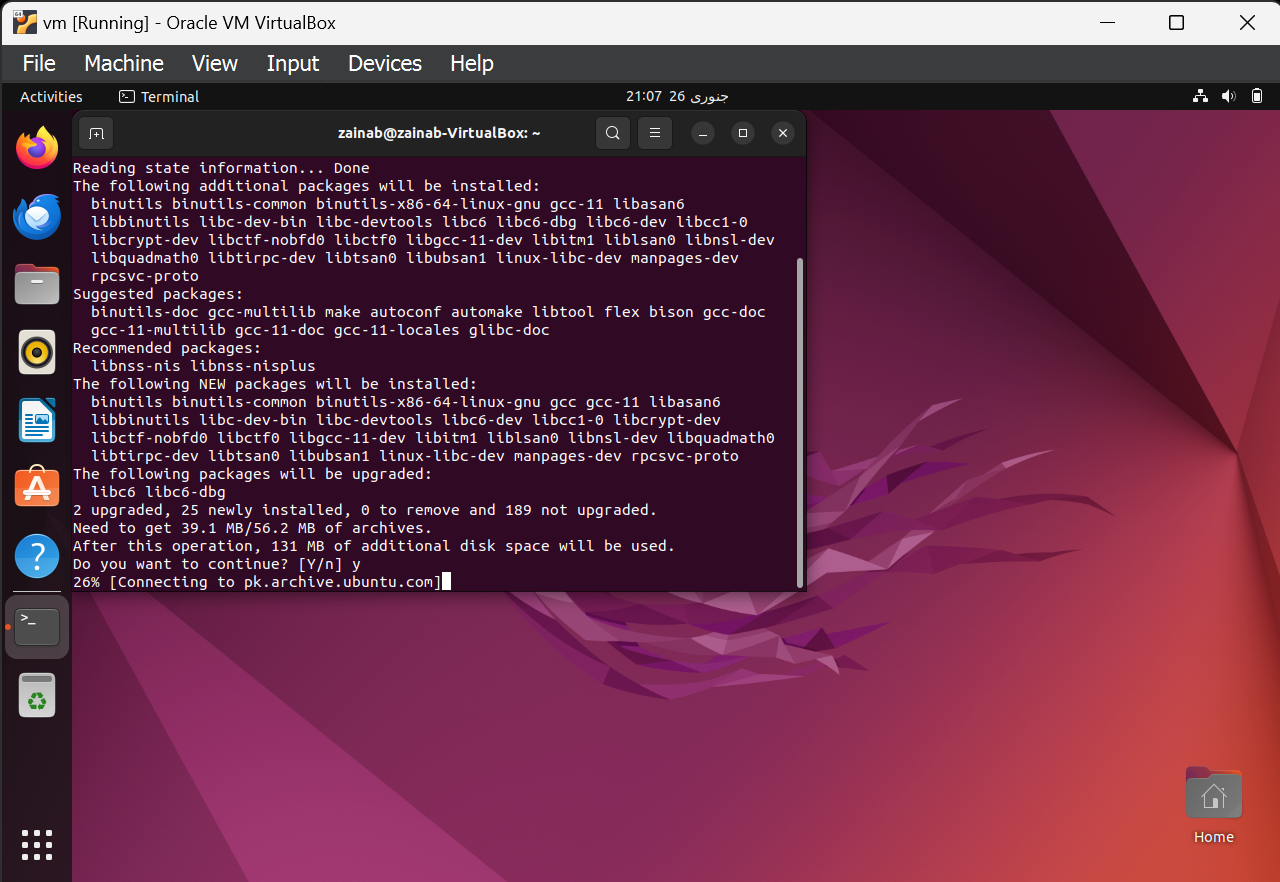 vm [Running] - Oracle VM VirtualBox
File Machine View Input Devices Help
Activities Terminal 21:07 26 جنوری
zainab@zainab-VirtualBox: ~
Reading state information... Done
The following additional packages will be installed:
binutils binutils-common binutils-x86-64-linux-gnu gcc-11 libasan6
libbinutils libc-dev-bin libc-devtools libc6 libc6-dbg libc6-dev libcc1-0
libcrypt-dev libctf-nobfd0 libctf0 libgcc-11-dev libitm1 liblsan0 libnsl-dev
libquadmath0 libtirpc-dev libtsan0 libubsan1 linux-libc-dev manpages-dev
rpcsvc-proto
Suggested packages:
binutils-doc gcc-multilib make autoconf automake libtool flex bison gcc-doc
gcc-11-multilib gcc-11-doc gcc-11-locales glibc-doc
Recommended packages:
libnss-nis libnss-nisplus
The following NEW packages will be installed:
binutils binutils-common binutils-x86-64-linux-gnu gcc gcc-11 libasan6
libbinutils libc-dev-bin libc-devtools libc6-dev libcc1-0 libcrypt-dev
libctf-nobfd0 libctf0 libgcc-11-dev libitm1 liblsan0 libnsl-dev libquadmath0
libtirpc-dev libtsan0 libubsan1 linux-libc-dev manpages-dev rpcsvc-proto
The following packages will be upgraded:
libc6 libc6-dbg
2 upgraded, 25 newly installed, 0 to remove and 189 not upgraded.
Need to get 39.1 MB/56.2 MB of archives.
After this operation, 131 MB of additional disk space will be used.
Do you want to continue? [Y/n] y
26% [Connecting to pk.archive.ubuntu.com]
Home